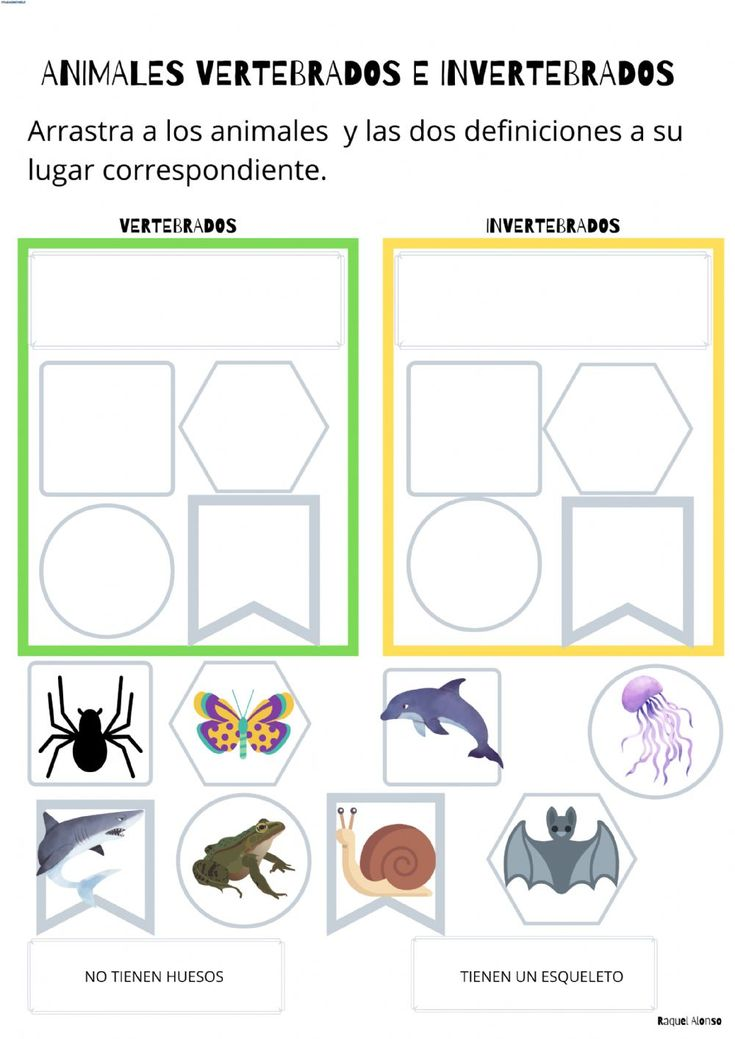 ANIMALES VERTEBRADOS E INVERTEBRADOS
Arrastra a los animales y las dos definiciones a su
lugar correspondiente.
VERTEBRADOS
INVERTEBRADOS
NO TIENEN HUESOS
TIENEN UN ESQUELETO
Raquel Alonso